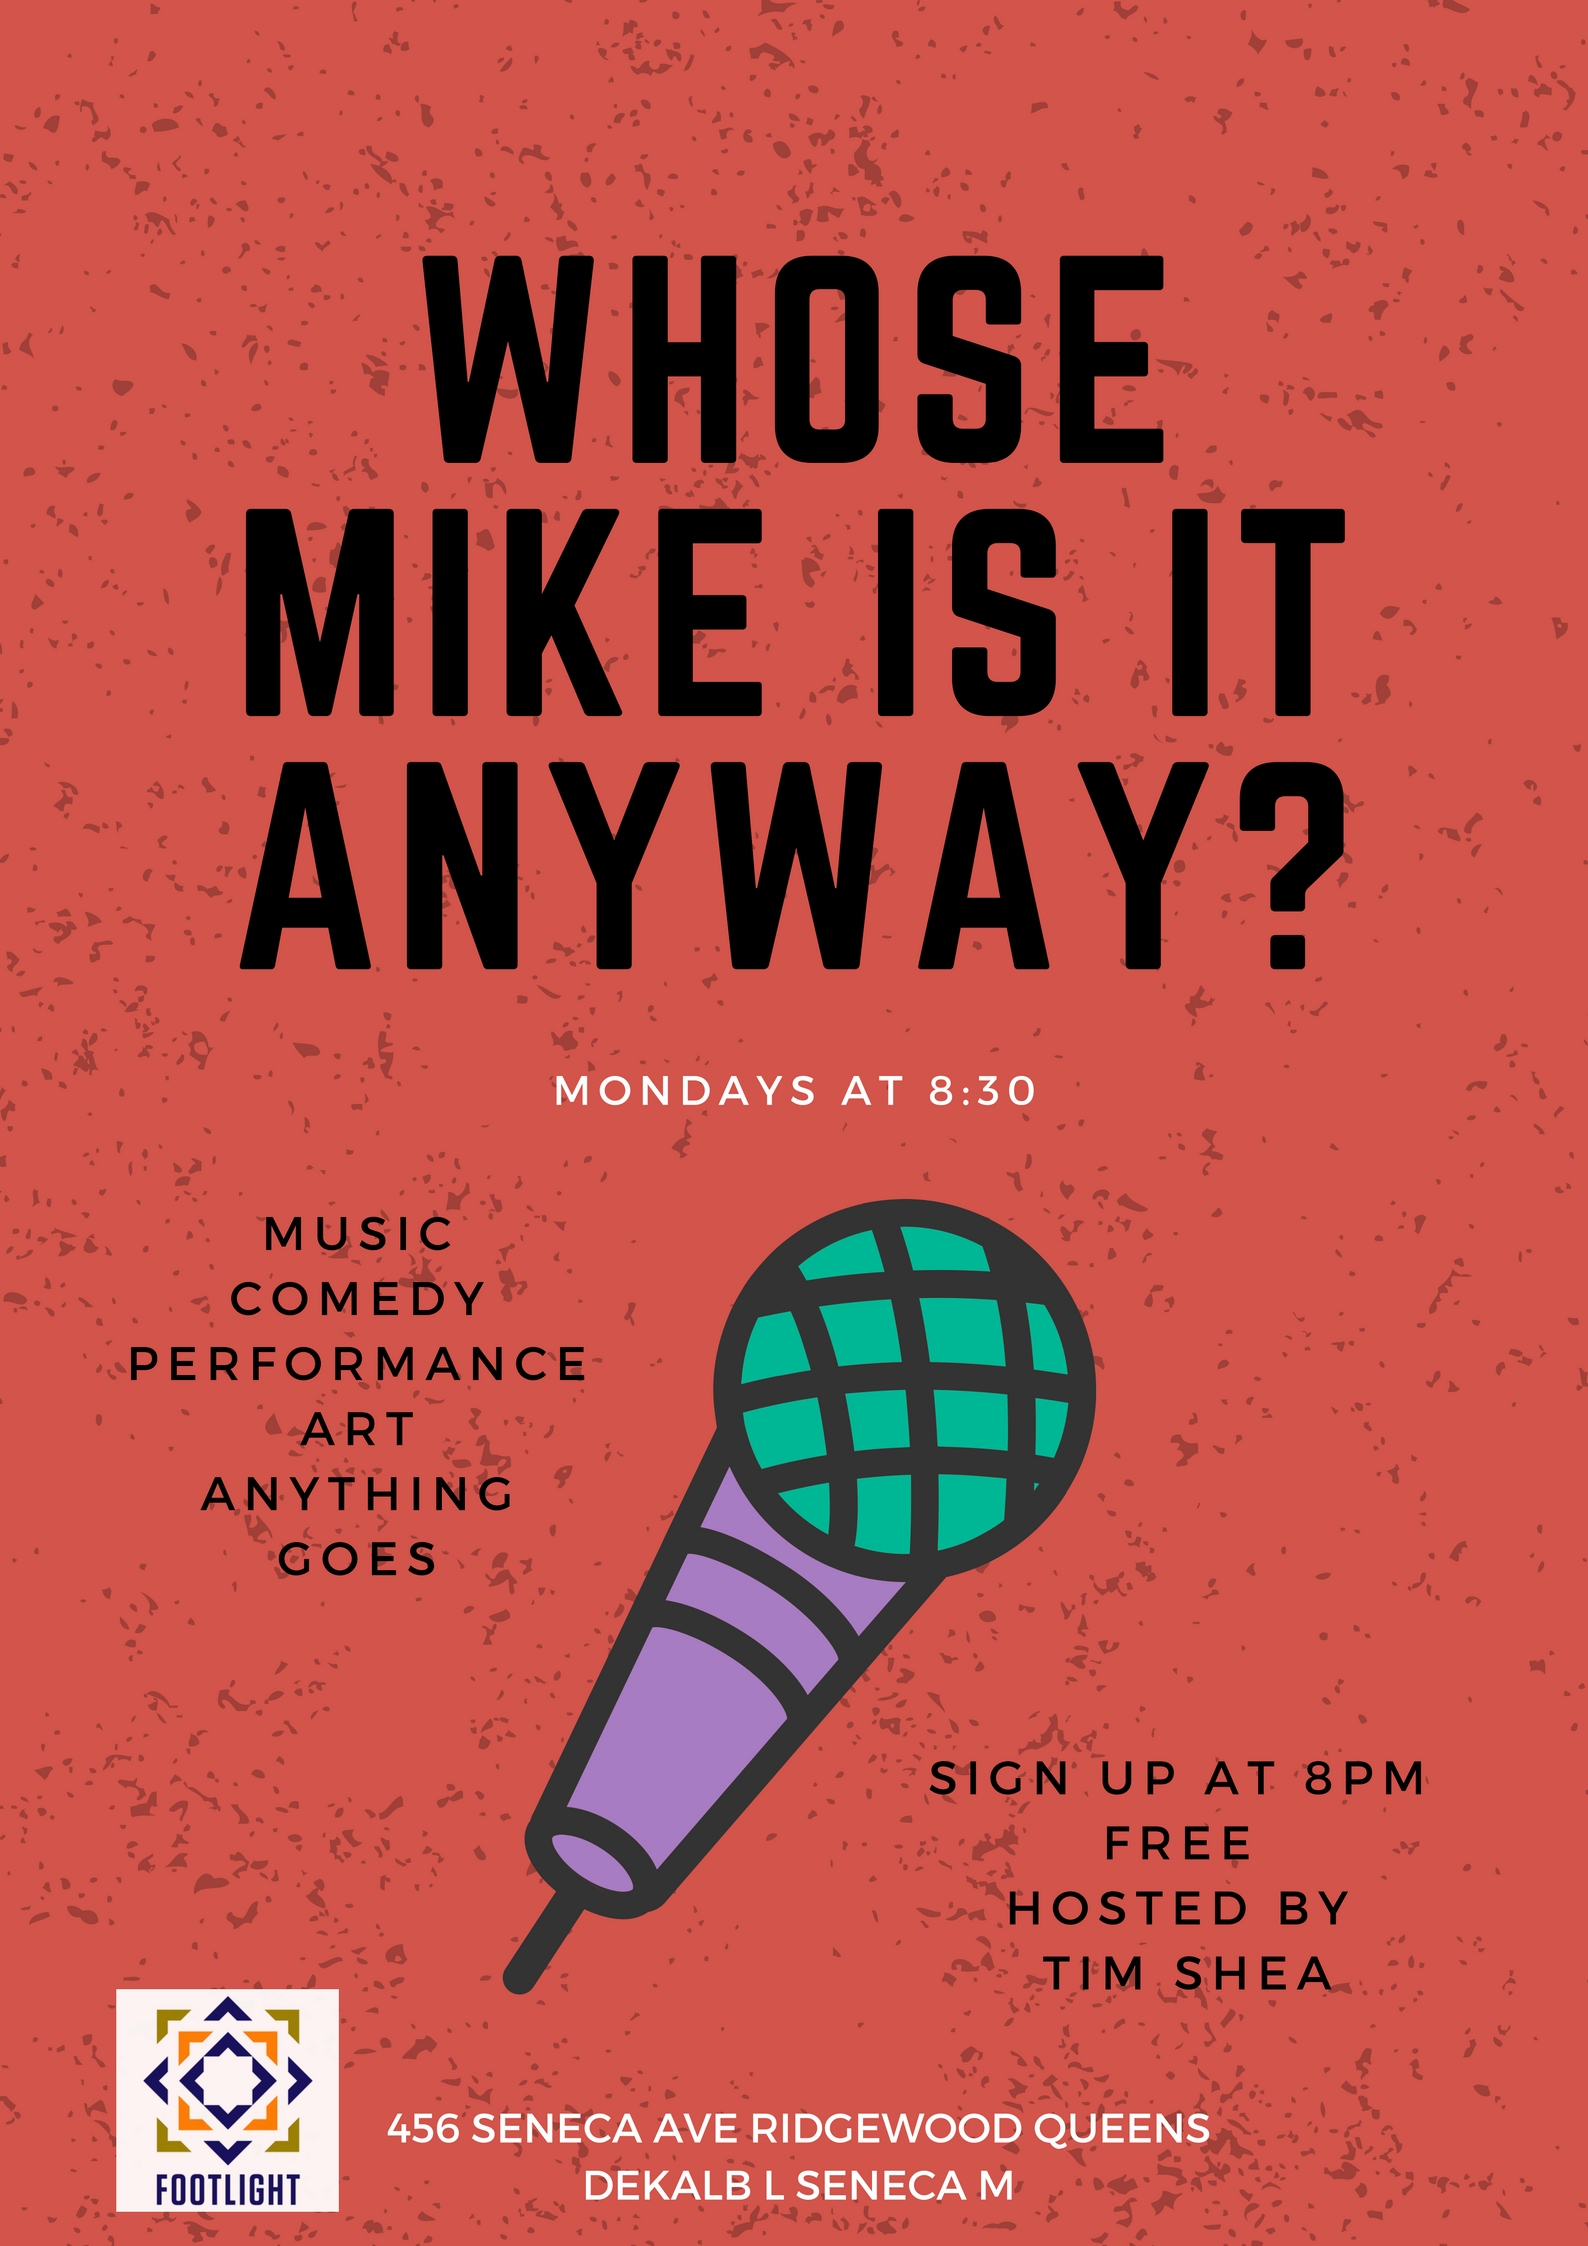 WHOSE
MIKE IS IT
ANYWAY?
MONDAYS AT 8:30
MUSIC
COMEDY
PERFORMANCE
ART
ANYTHING
GOES
SIGN UP AT 8PM
FREE
HOSTED BY
TIM SHEA
FOOTLIGHT
456 SENECA AVE RIDGEWOOD QUEENS
DEKALB L SENECA M